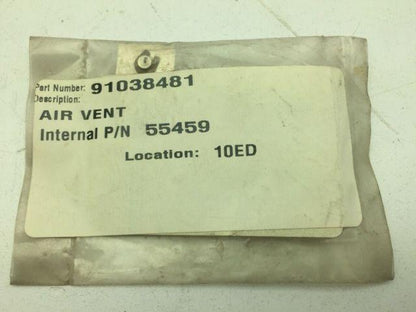 Part Number: 91038481
Description:
AIR VENT
Internal P/N 55459
Location: 10ED